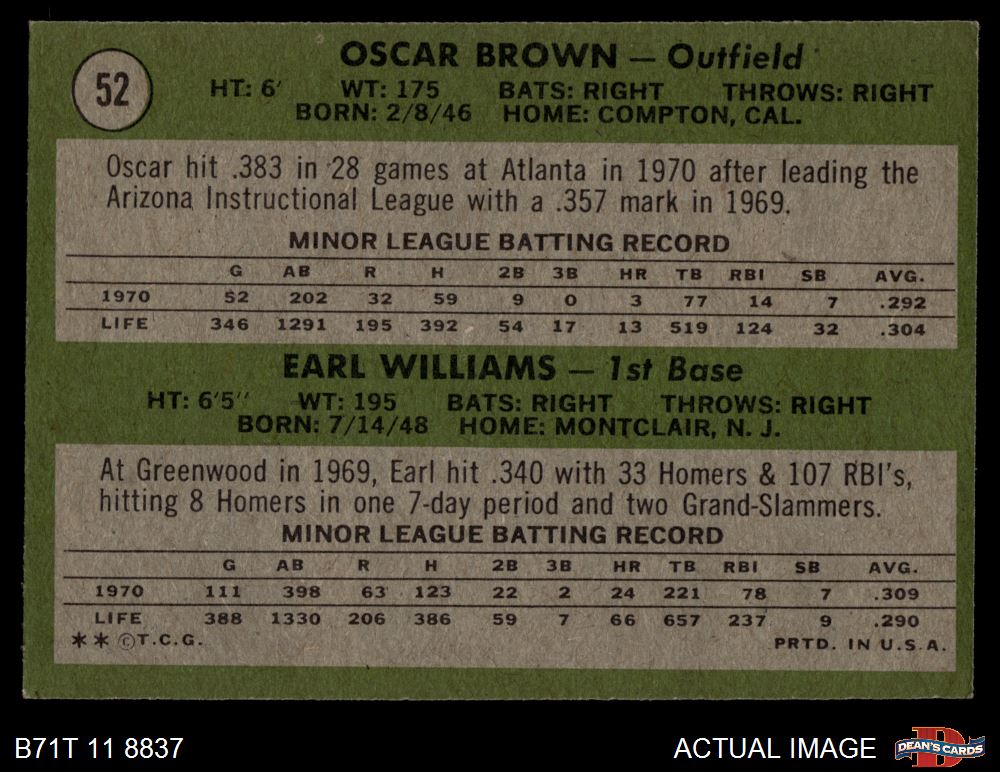 52
OSCAR BROWN — Outfield
HT: 6' WT: 175 BATS: RIGHT THROWS: RIGHT
BORN: 2/8/46 HOME: COMPTON, CAL.
Oscar hit .383 in 28 games at Atlanta in 1970 after leading the
Arizona Instructional League with a .357 mark in 1969.
MINOR LEAGUE BATTING RECORD
G AB R H 2B 3B HR TB RBI SB AVG.
1970 52 202 32 59 9 0 3 77 14 7 .292
LIFE 346 1291 195 392 54 17 13 519 124 32 .304
EARL WILLIAMS — 1st Base
HT: 6'5'' WT: 195 BATS: RIGHT THROWS: RIGHT
BORN: 7/14/48 HOME: MONTCLAIR, N. J.
At Greenwood in 1969, Earl hit .340 with 33 Homers & 107 RBI's,
hitting 8 Homers in one 7-day period and two Grand-Slammers.
MINOR LEAGUE BATTING RECORD
G AB R H 2B 3B HR TB RBI SB AVG.
1970 111 398 63 123 22 2 24 221 78 7 .309
LIFE 388 1330 206 386 59 7 66 657 237 9 .290
** ©T.C.G. PRTD. IN U.S.A.
B71T 11 8837 ACTUAL IMAGE D DEAN'S CARDS